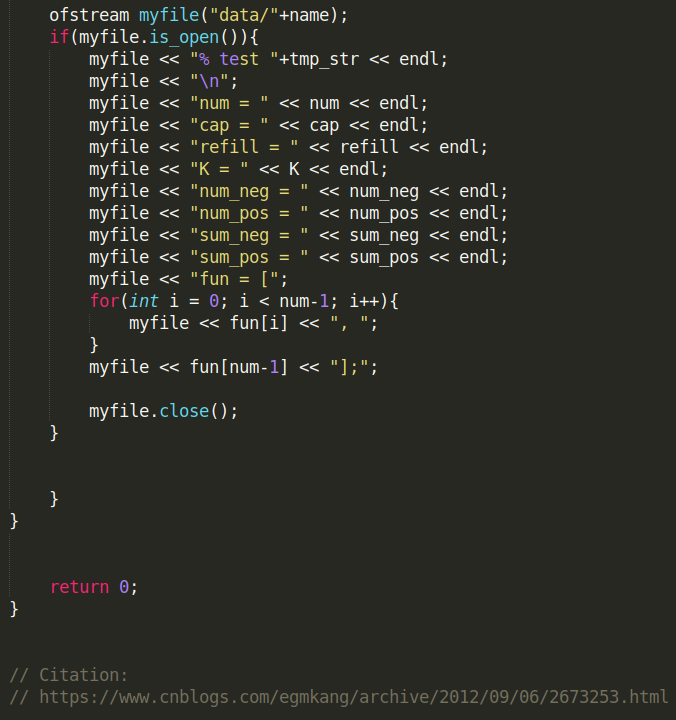 ofstream myfile("data/"+name);
if(myfile.is_open()){
myfile << "% test "+tmp_str << endl;
myfile << "\n";
myfile << "num = " << num << endl;
myfile << "cap = " << cap << endl;
myfile << "refill = " << refill << endl;
myfile << "K = " << K << endl;
myfile << "num_neg = " << num_neg << endl;
myfile << "num_pos = " << num_pos << endl;
myfile << "sum_neg = " << sum_neg << endl;
myfile << "sum_pos = " << sum_pos << endl;
myfile << "fun = [";
for(int i = 0; i < num-1; i++){
myfile << fun[i] << ", ";
}
myfile << fun[num-1] << "];";
myfile.close();
}
}
}
return 0;
}
// Citation:
// https://www.cnblogs.com/egmkang/archive/2012/09/06/2673253.html